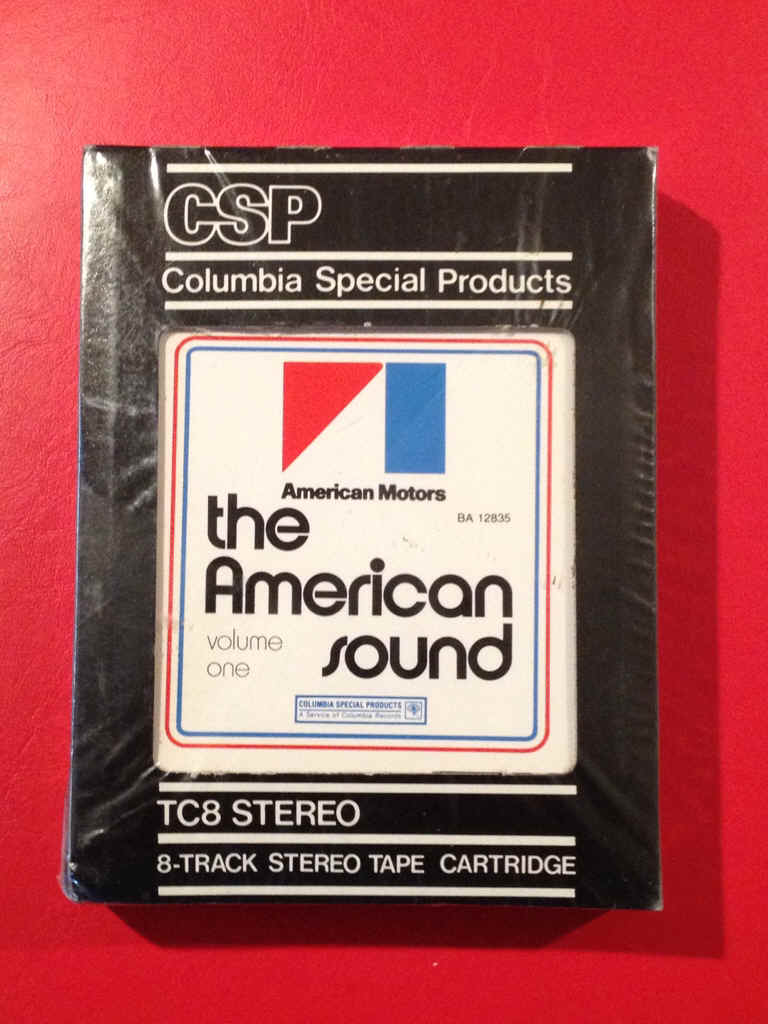 CSP
Columbia Special Products
American Motors
BA 12835
the
American
sound
volume
one
COLUMBIA SPECIAL PRODUCTS
A Service of Columbia Records
TC8 STEREO
8-TRACK STEREO TAPE CARTRIDGE